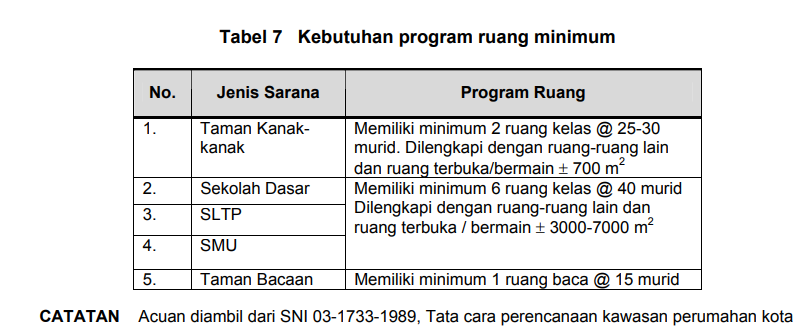 Tabel 7 Kebutuhan program ruang minimum
No. Jenis Sarana Program Ruang
1. Taman Kanak- Memiliki minimum 2 ruang kelas @ 25-30
kanak murid. Dilengkapi dengan ruang-ruang lain
dan ruang terbuka/bermain ± 700 m²
2. Sekolah Dasar Memiliki minimum 6 ruang kelas @ 40 murid
3. SLTP Dilengkapi dengan ruang-ruang lain dan
ruang terbuka / bermain ± 3000-7000 m²
4. SMU
5. Taman Bacaan Memiliki minimum 1 ruang baca @ 15 murid
CATATAN Acuan diambil dari SNI 03-1733-1989, Tata cara perencanaan kawasan perumahan kota